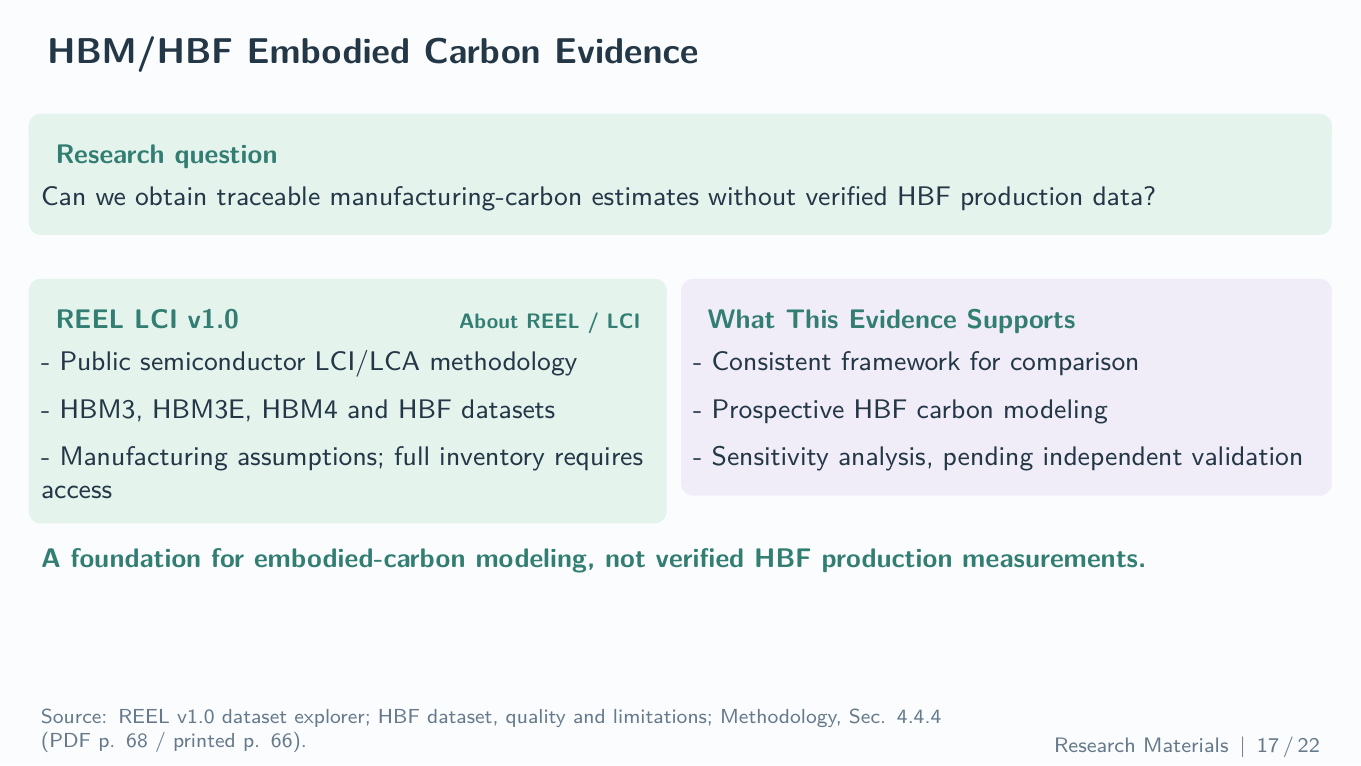 HBM/HBF Embodied Carbon Evidence
Research question
Can we obtain traceable manufacturing-carbon estimates without verified HBF production data?
REEL LCI v1.0
About REEL / LCI
- Public semiconductor LCI/LCA methodology
- HBM3, HBM3E, HBM4 and HBF datasets
- Manufacturing assumptions; full inventory requires
access
What This Evidence Supports
- Consistent framework for comparison
- Prospective HBF carbon modeling
- Sensitivity analysis, pending independent validation
A foundation for embodied-carbon modeling, not verified HBF production measurements.
Source: REEL v1.0 dataset explorer; HBF dataset, quality and limitations; Methodology, Sec. 4.4.4
(PDF p. 68 / printed p. 66).
Research Materials | 17 / 22